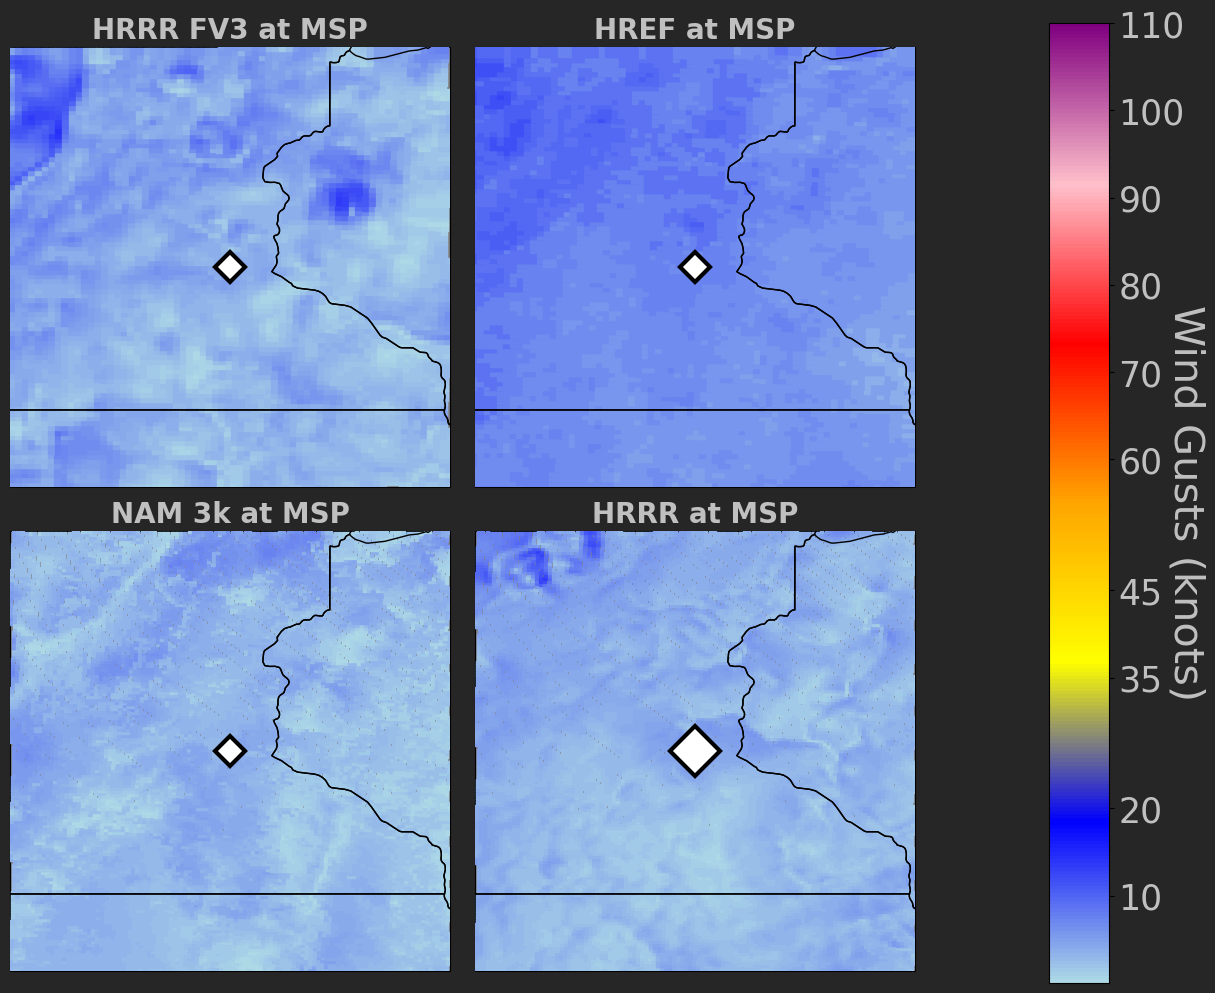 HRRR FV3 at MSP
HREF at MSP
NAM 3k at MSP
HRRR at MSP
110
100
90
80
70
60
45
35
20
10
Wind Gusts (knots)